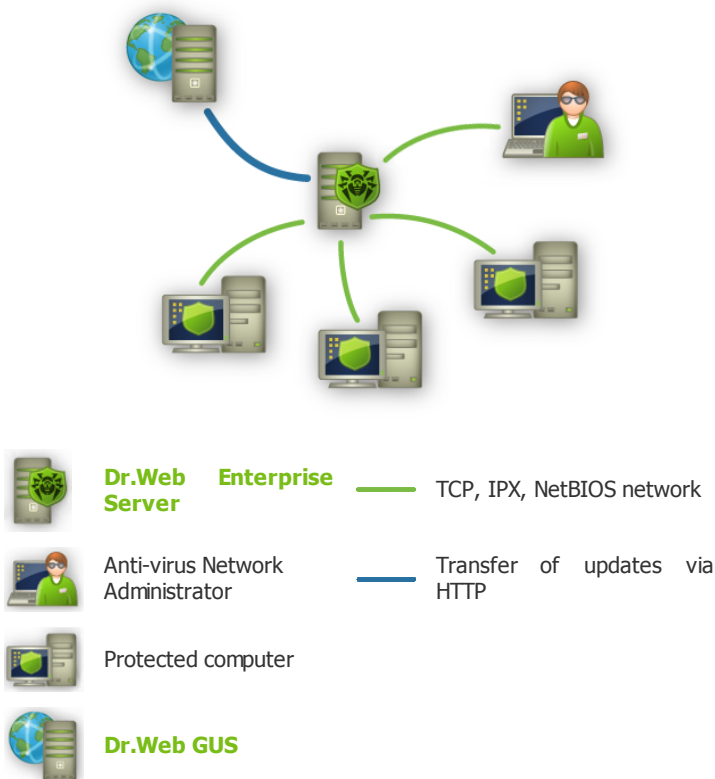 Dr.Web Enterprise
Server
TCP, IPX, NetBIOS network
Anti-virus Network
Administrator
Transfer of updates via
HTTP
Protected computer
Dr.Web GUS